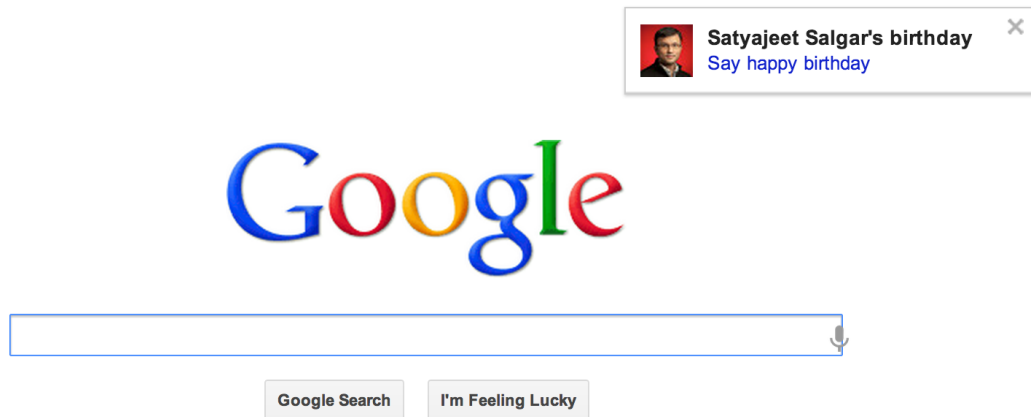 Satyajeet Salgar's birthday
Say happy birthday
Google
Google Search
I'm Feeling Lucky